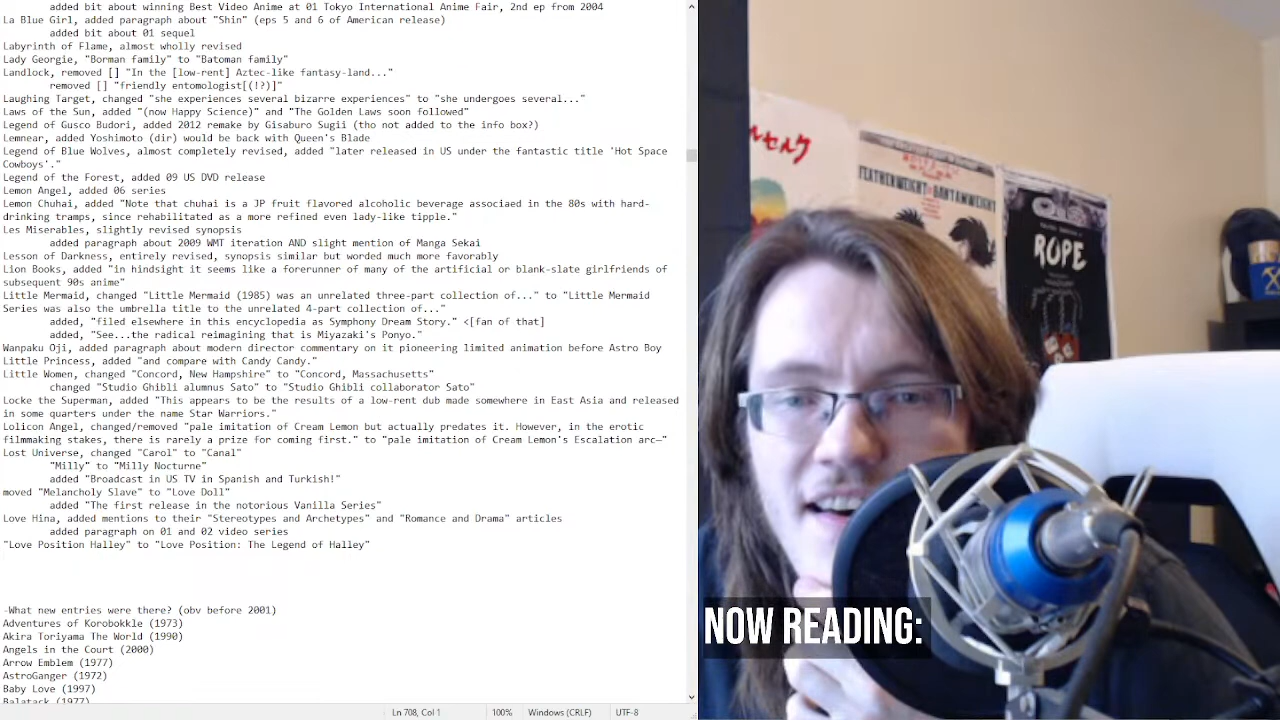 added bit about winning Best Video Anime at 01 Tokyo International Anime Fair, 2nd ep from 2004
La Blue Girl, added paragraph about "Shin" (eps 5 and 6 of American release)
added bit about 01 sequel
Labyrinth of Flame, almost wholly revised
Lady Georgie, "Borman family" to "Batoman family"
Landlock, removed [] "In the [low-rent] Aztec-like fantasy-land..."
removed [] "friendly entomologist[(!?)]"
Laughing Target, changed "she experiences several bizarre experiences" to "she undergoes several..."
Laws of the Sun, added "(now Happy Science)" and "The Golden Laws soon followed"
Legend of Gusco Budori, added 2012 remake by Gisaburo Sugii (tho not added to the info box?)
Lemnear, added Yoshimoto (dir) would be back with Queen's Blade
Legend of Blue Wolves, almost completely revised, added "later released in US under the fantastic title 'Hot Space
Cowboys'."
Legend of the Forest, added 09 US DVD release
Lemon Angel, added 06 series
Lemon Chuhai, added "Note that chuhai is a JP fruit flavored alcoholic beverage associaed in the 80s with hard-
drinking tramps, since rehabilitated as a more refined even lady-like tipple."
Les Miserables, slightly revised synopsis
added paragraph about 2009 WMT iteration AND slight mention of Manga Sekai
Lesson of Darkness, entirely revised, synopsis similar but worded much more favorably
Lion Books, added "in hindsight it seems like a forerunner of many of the artificial or blank-slate girlfriends of
subsequent 90s anime"
Little Mermaid, changed "Little Mermaid (1985) was an unrelated three-part collection of..." to "Little Mermaid
Series was also the umbrella title to the unrelated 4-part collection of..."
added, "filed elsewhere in this encyclopedia as Symphony Dream Story." <[fan of that]
added, "See...the radical reimagining that is Miyazaki's Ponyo."
Wanpaku Oji, added paragraph about modern director commentary on it pioneering limited animation before Astro Boy
Little Princess, added "and compare with Candy Candy."
Little Women, changed "Concord, New Hampshire" to "Concord, Massachusetts"
changed "Studio Ghibli alumnus Sato" to "Studio Ghibli collaborator Sato"
Locke the Superman, added "This appears to be the results of a low-rent dub made somewhere in East Asia and released
in some quarters under the name Star Warriors."
Lolicon Angel, changed/removed "pale imitation of Cream Lemon but actually predates it. However, in the erotic
filmmaking stakes, there is rarely a prize for coming first." to "pale imitation of Cream Lemon's Escalation arc—"
Lost Universe, changed "Carol" to "Canal"
"Milly" to "Milly Nocturne"
added "Broadcast in US TV in Spanish and Turkish!"
moved "Melancholy Slave" to "Love Doll"
added "The first release in the notorious Vanilla Series"
Love Hina, added mentions to their "Stereotypes and Archetypes" and "Romance and Drama" articles
added paragraph on 01 and 02 video series
"Love Position Halley" to "Love Position: The Legend of Halley"
-What new entries were there? (obv before 2001)
Adventures of Korobokkle (1973)
Akira Toriyama The World (1990)
Angels in the Court (2000)
Arrow Emblem (1977)
AstroGanger (1972)
Baby Love (1997)
Balatack (1977)
Ln 708, Col 1
100%
Windows (CRLF)
UTF-8
ルセルク
FEATHERWEIGHT
BANTAMWEIGHT
ROPE
NOW READING: